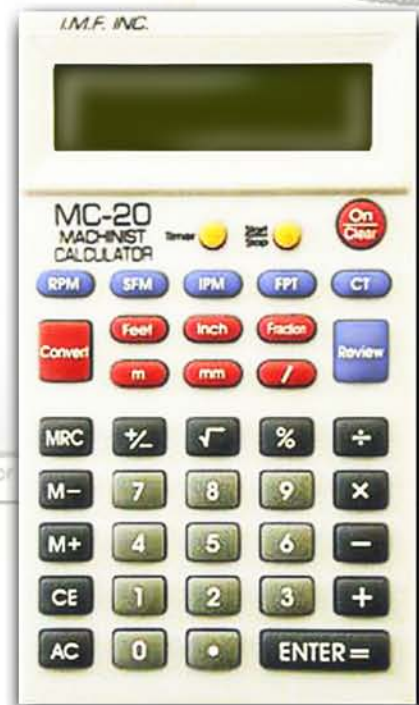 I.M.F. INC.
MC-20
MACHINIST
CALCULATOR
Timer
Start
Stop
On
Clear
RPM SFM IPM FPT CT
Convert
Feet Inch Fraction
Review
m mm /
MRC +/− √ % ÷
M− 7 8 9 ×
M+ 4 5 6 −
CE 1 2 3 +
AC 0 . ENTER =
or